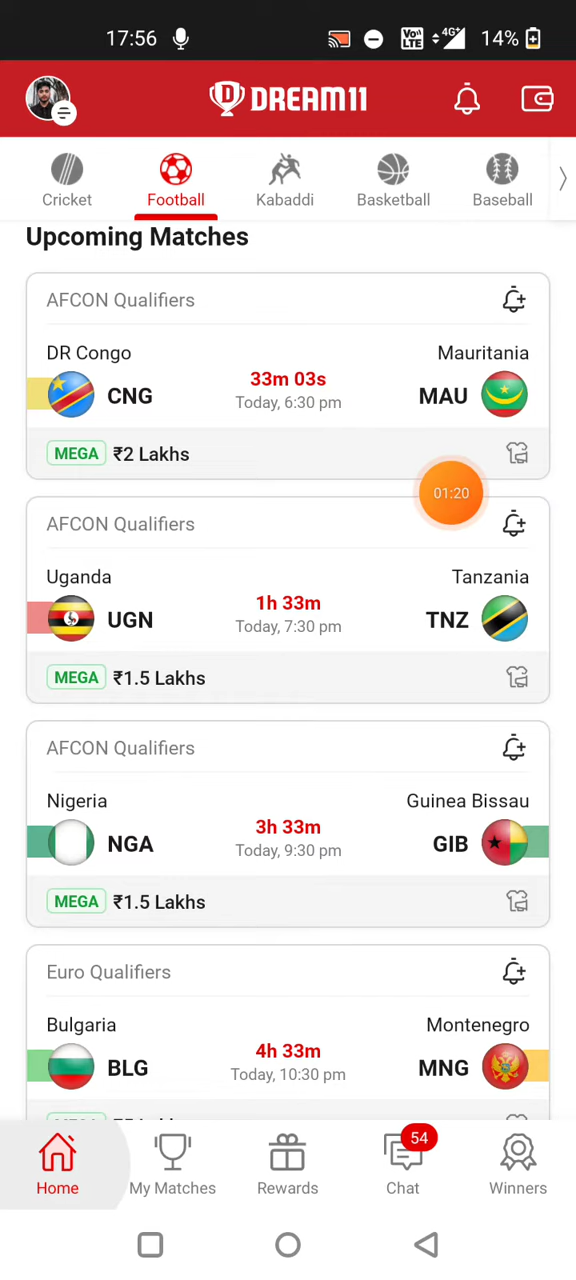 17:56 Vo LTE 4G+ 14%
DREAM11
Cricket Football Kabaddi Basketball Baseball
Upcoming Matches
AFCON Qualifiers
DR Congo Mauritania
CNG 33m 03s MAU
Today, 6:30 pm
MEGA ₹2 Lakhs
01:20
AFCON Qualifiers
Uganda Tanzania
UGN 1h 33m TNZ
Today, 7:30 pm
MEGA ₹1.5 Lakhs
AFCON Qualifiers
Nigeria Guinea Bissau
NGA 3h 33m GIB
Today, 9:30 pm
MEGA ₹1.5 Lakhs
Euro Qualifiers
Bulgaria Montenegro
BLG 4h 33m MNG
Today, 10:30 pm
54
Home My Matches Rewards Chat Winners